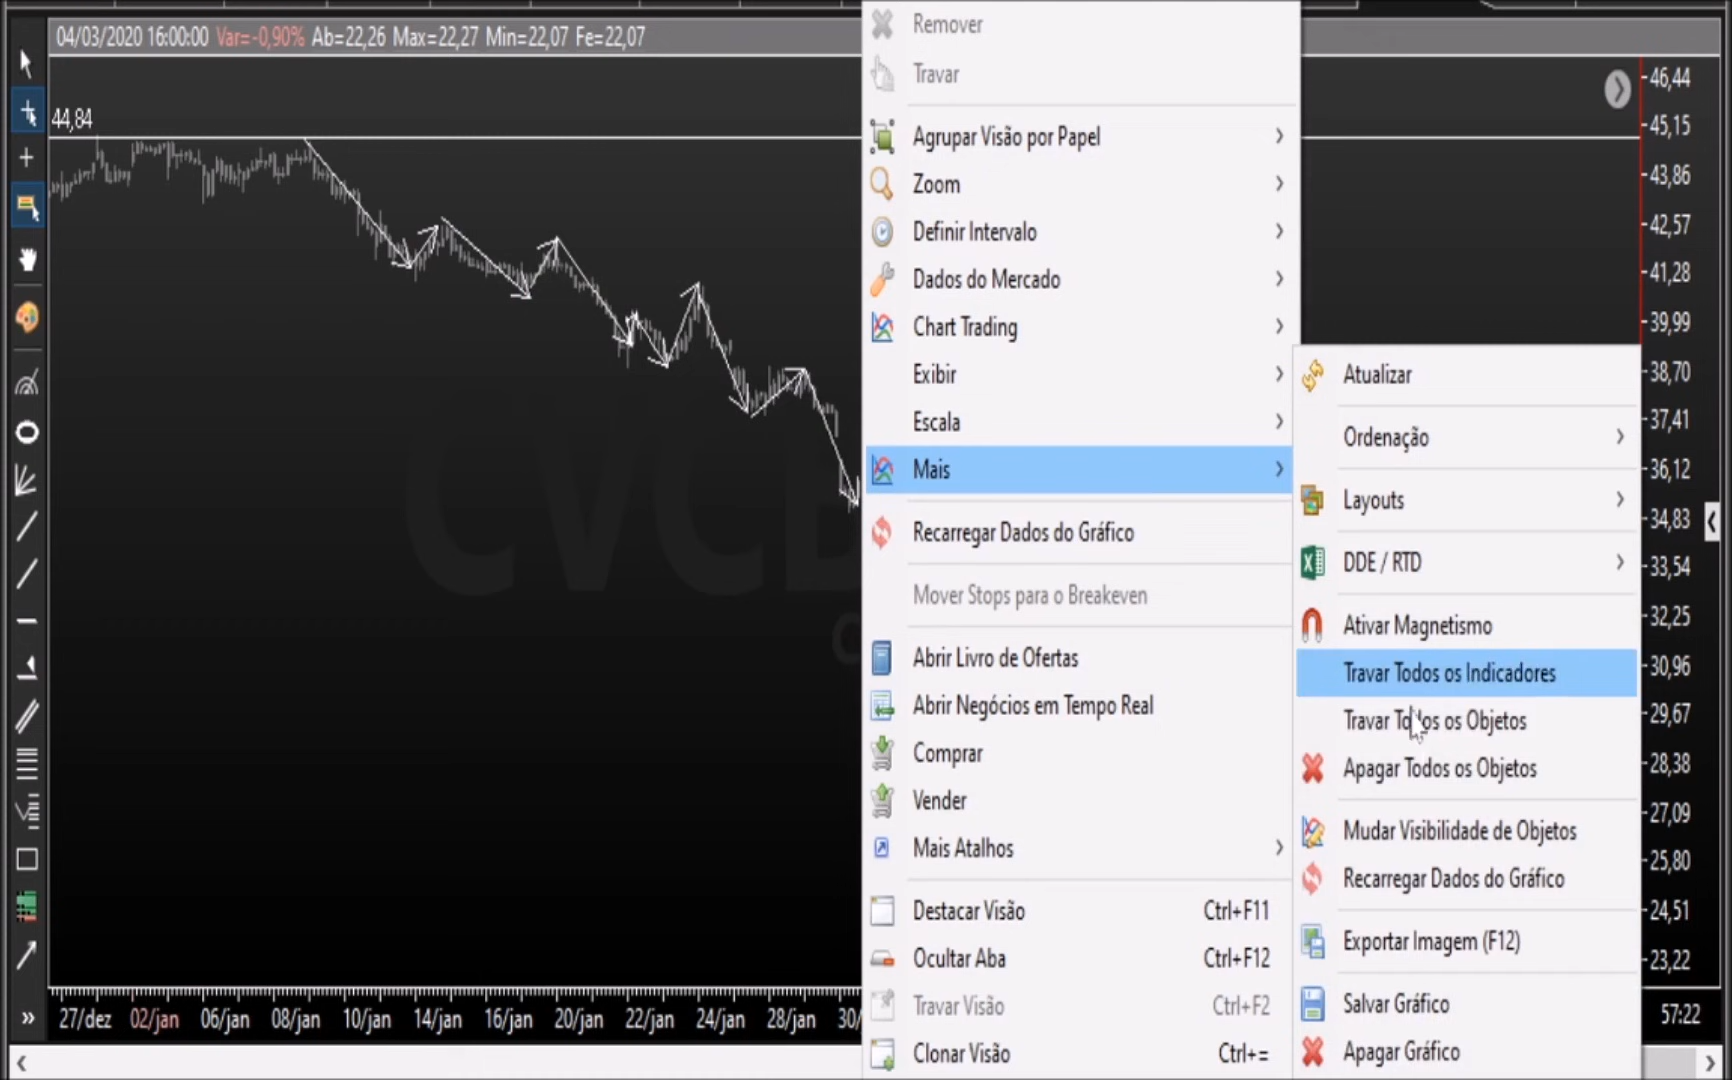 04/03/2020 16:00:00 Var=-0,90% Ab=22,26 Max=22,27 Min=22,07 Fe=22,07
44,84
CVCB
Remover
Travar
Agrupar Visão por Papel
Zoom
Definir Intervalo
Dados do Mercado
Chart Trading
Exibir
Escala
Mais
Recarregar Dados do Gráfico
Mover Stops para o Breakeven
Abrir Livro de Ofertas
Abrir Negócios em Tempo Real
Comprar
Vender
Mais Atalhos
Destacar Visão Ctrl+F11
Ocultar Aba Ctrl+F12
Travar Visão Ctrl+F2
Clonar Visão Ctrl+=
Atualizar
Ordenação
Layouts
DDE / RTD
Ativar Magnetismo
Travar Todos os Indicadores
Travar Todos os Objetos
Apagar Todos os Objetos
Mudar Visibilidade de Objetos
Recarregar Dados do Gráfico
Exportar Imagem (F12)
Salvar Gráfico
Apagar Gráfico
46,44
45,15
43,86
42,57
41,28
39,99
38,70
37,41
36,12
34,83
33,54
32,25
30,96
29,67
28,38
27,09
25,80
24,51
23,22
27/dez 02/jan 06/jan 08/jan 10/jan 14/jan 16/jan 20/jan 22/jan 24/jan 28/jan 30/
57:22